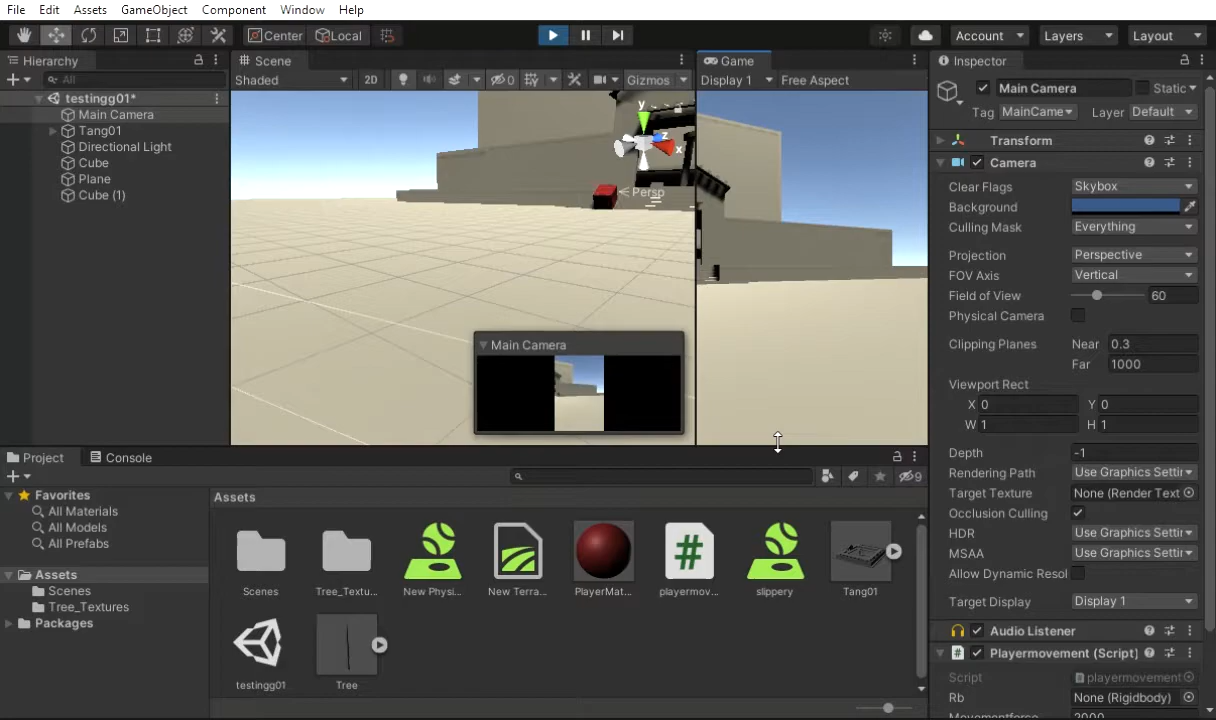 File Edit Assets GameObject Component Window Help
Center Local Account Layers Layout
Hierarchy
All
testingg01*
Main Camera
Tang01
Directional Light
Cube
Plane
Cube (1)
Scene
Shaded 2D 0 Gizmos
y
z
x
Persp
Main Camera
Game
Display 1 Free Aspect
Inspector
Main Camera Static
Tag MainCame Layer Default
Transform
Camera
Clear Flags Skybox
Background
Culling Mask Everything
Projection Perspective
FOV Axis Vertical
Field of View 60
Physical Camera
Clipping Planes Near 0.3
Far 1000
Viewport Rect
X 0 Y 0
W 1 H 1
Depth -1
Rendering Path Use Graphics Settir
Target Texture None (Render Text
Occlusion Culling
HDR Use Graphics Settir
MSAA Use Graphics Settir
Allow Dynamic Resol
Target Display Display 1
Audio Listener
# Playermovement (Script)
Script playermovement
Rb None (Rigidbody)
Movementforce 2000
Project Console
9
Favorites
All Materials
All Models
All Prefabs
Assets
Scenes
Tree_Textures
Packages
Assets
Scenes Tree_Textu... New Physi... New Terra... PlayerMat... playermov... slippery Tang01
testingg01 Tree